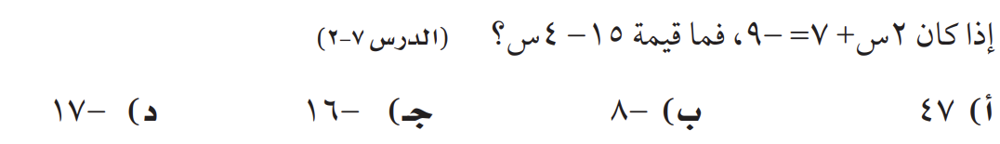 إذا كان ٢س + ٧ = –٩، فما قيمة ١٥ – ٤س؟ (الدرس ٧–٢)
أ) ٤٧ ب) –٨ جـ) –١٦ د) –١٧